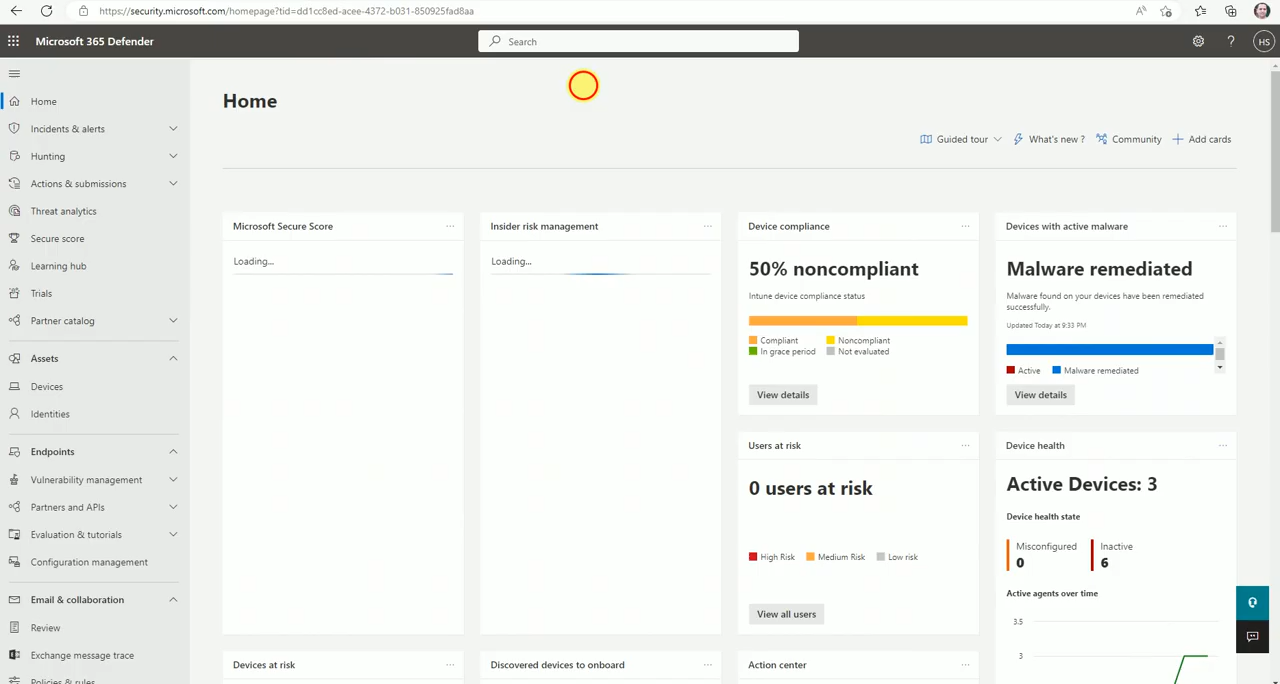 https://security.microsoft.com/homepage?tid=dd1cc8ed-acee-4372-b031-850925fad8aa
Microsoft 365 Defender
Search
?
HS
Home
Incidents & alerts
Hunting
Actions & submissions
Threat analytics
Secure score
Learning hub
Trials
Partner catalog
Assets
Devices
Identities
Endpoints
Vulnerability management
Partners and APIs
Evaluation & tutorials
Configuration management
Email & collaboration
Review
Exchange message trace
Policies & rules
Home
Guided tour
What's new ?
Community
Add cards
Microsoft Secure Score
Loading...
Insider risk management
Loading...
Device compliance
50% noncompliant
Intune device compliance status
Compliant
Noncompliant
In grace period
Not evaluated
View details
Devices with active malware
Malware remediated
Malware found on your devices have been remediated
successfully.
Updated Today at 9:33 PM
Active
Malware remediated
View details
Users at risk
0 users at risk
High Risk
Medium Risk
Low risk
View all users
Device health
Active Devices: 3
Device health state
Misconfigured
0
Inactive
6
Active agents over time
3.5
3
Devices at risk
Discovered devices to onboard
Action center